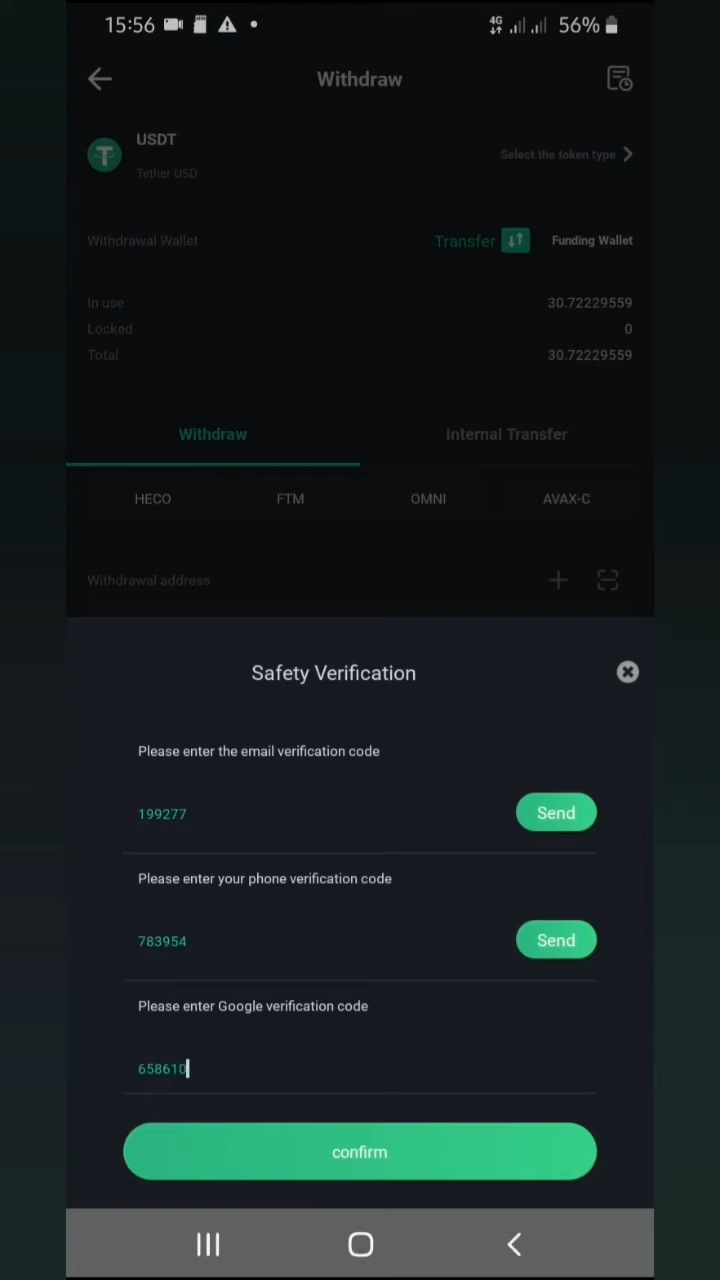 15:56 4G 56%
Withdraw
USDT
Tether USD
Select the token type
Withdrawal Wallet Transfer Funding Wallet
In use 30.72229559
Locked 0
Total 30.72229559
Withdraw Internal Transfer
HECO FTM OMNI AVAX-C
Withdrawal address
Safety Verification
Please enter the email verification code
199277 Send
Please enter your phone verification code
783954 Send
Please enter Google verification code
658610
confirm